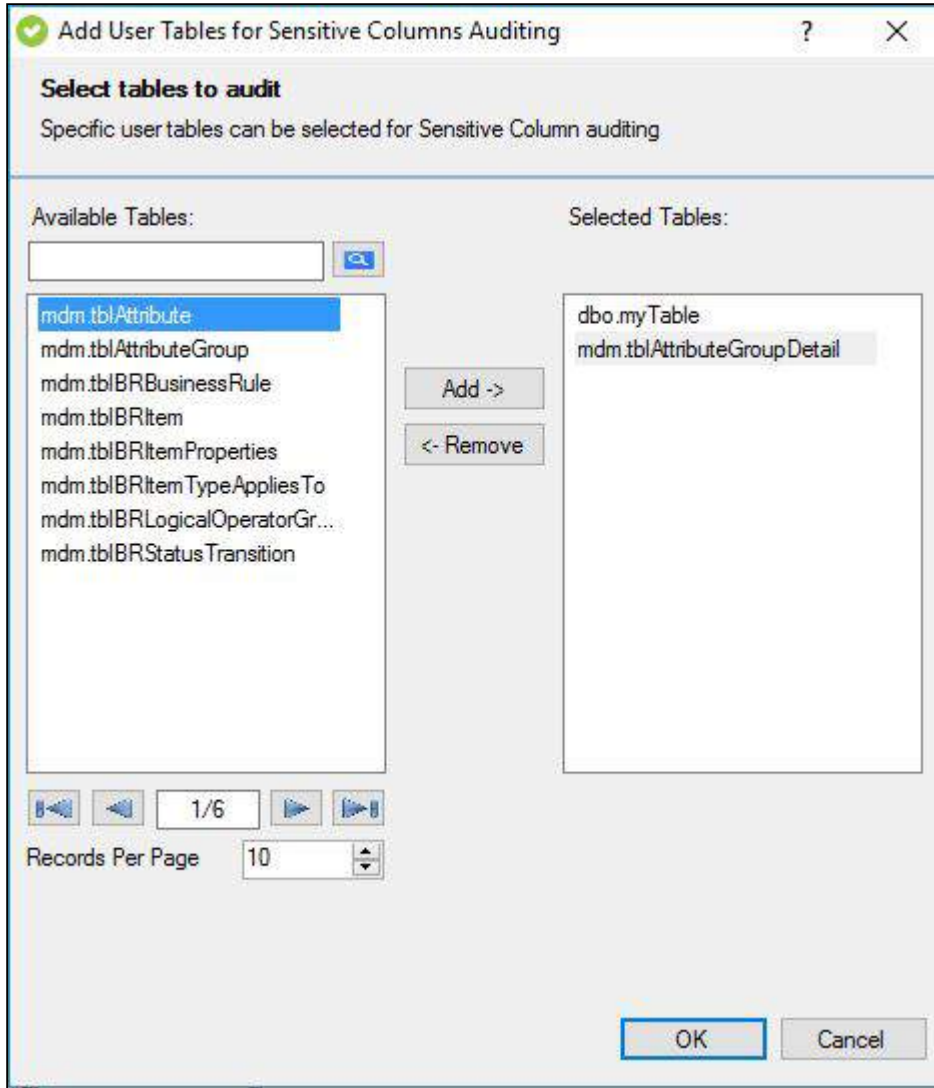 Add User Tables for Sensitive Columns Auditing
?
Select tables to audit
Specific user tables can be selected for Sensitive Column auditing
Available Tables:
Selected Tables:
mdm.tblAttribute
mdm.tblAttributeGroup
mdm.tblBRBusinessRule
mdm.tblBRItem
mdm.tblBRItemProperties
mdm.tblBRItemTypeAppliesTo
mdm.tblBRLogicalOperatorGr...
mdm.tblBRStatusTransition
Add ->
<- Remove
dbo.myTable
mdm.tblAttributeGroupDetail
1/6
Records Per Page 10
OK
Cancel